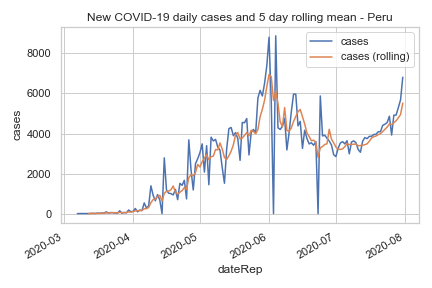 New COVID-19 daily cases and 5 day rolling mean - Peru
cases
cases (rolling)
8000
6000
4000
2000
0
cases
2020-03
2020-04
2020-05
2020-06
2020-07
2020-08
dateRep